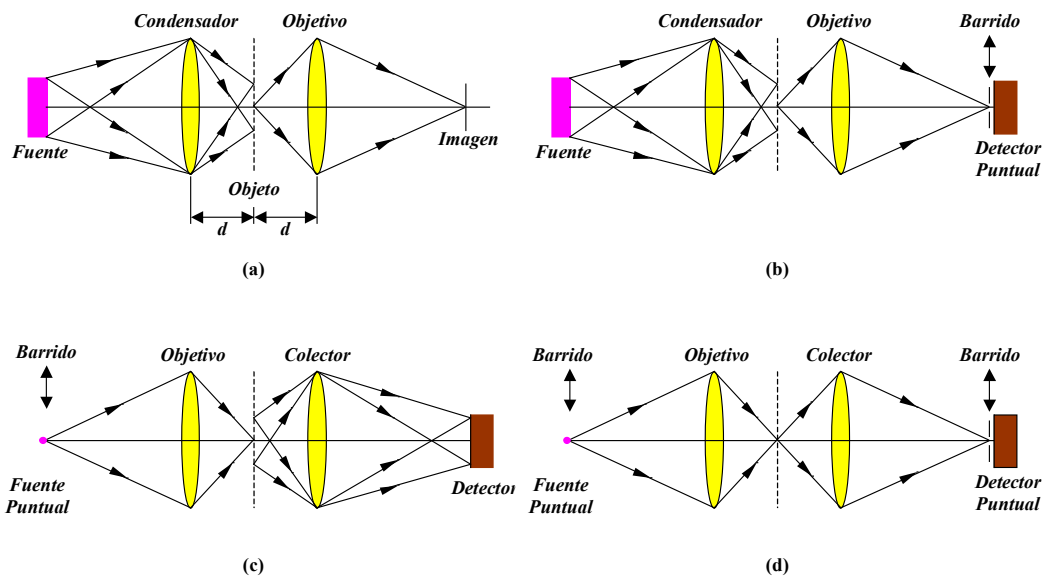 Condensador
Objetivo
Fuente
Imagen
Objeto
d
d
(a)
Condensador
Objetivo
Barrido
Fuente
Detector
Puntual
(b)
Barrido
Objetivo
Colector
Fuente
Puntual
Detector
(c)
Barrido
Objetivo
Colector
Barrido
Fuente
Puntual
Detector
Puntual
(d)